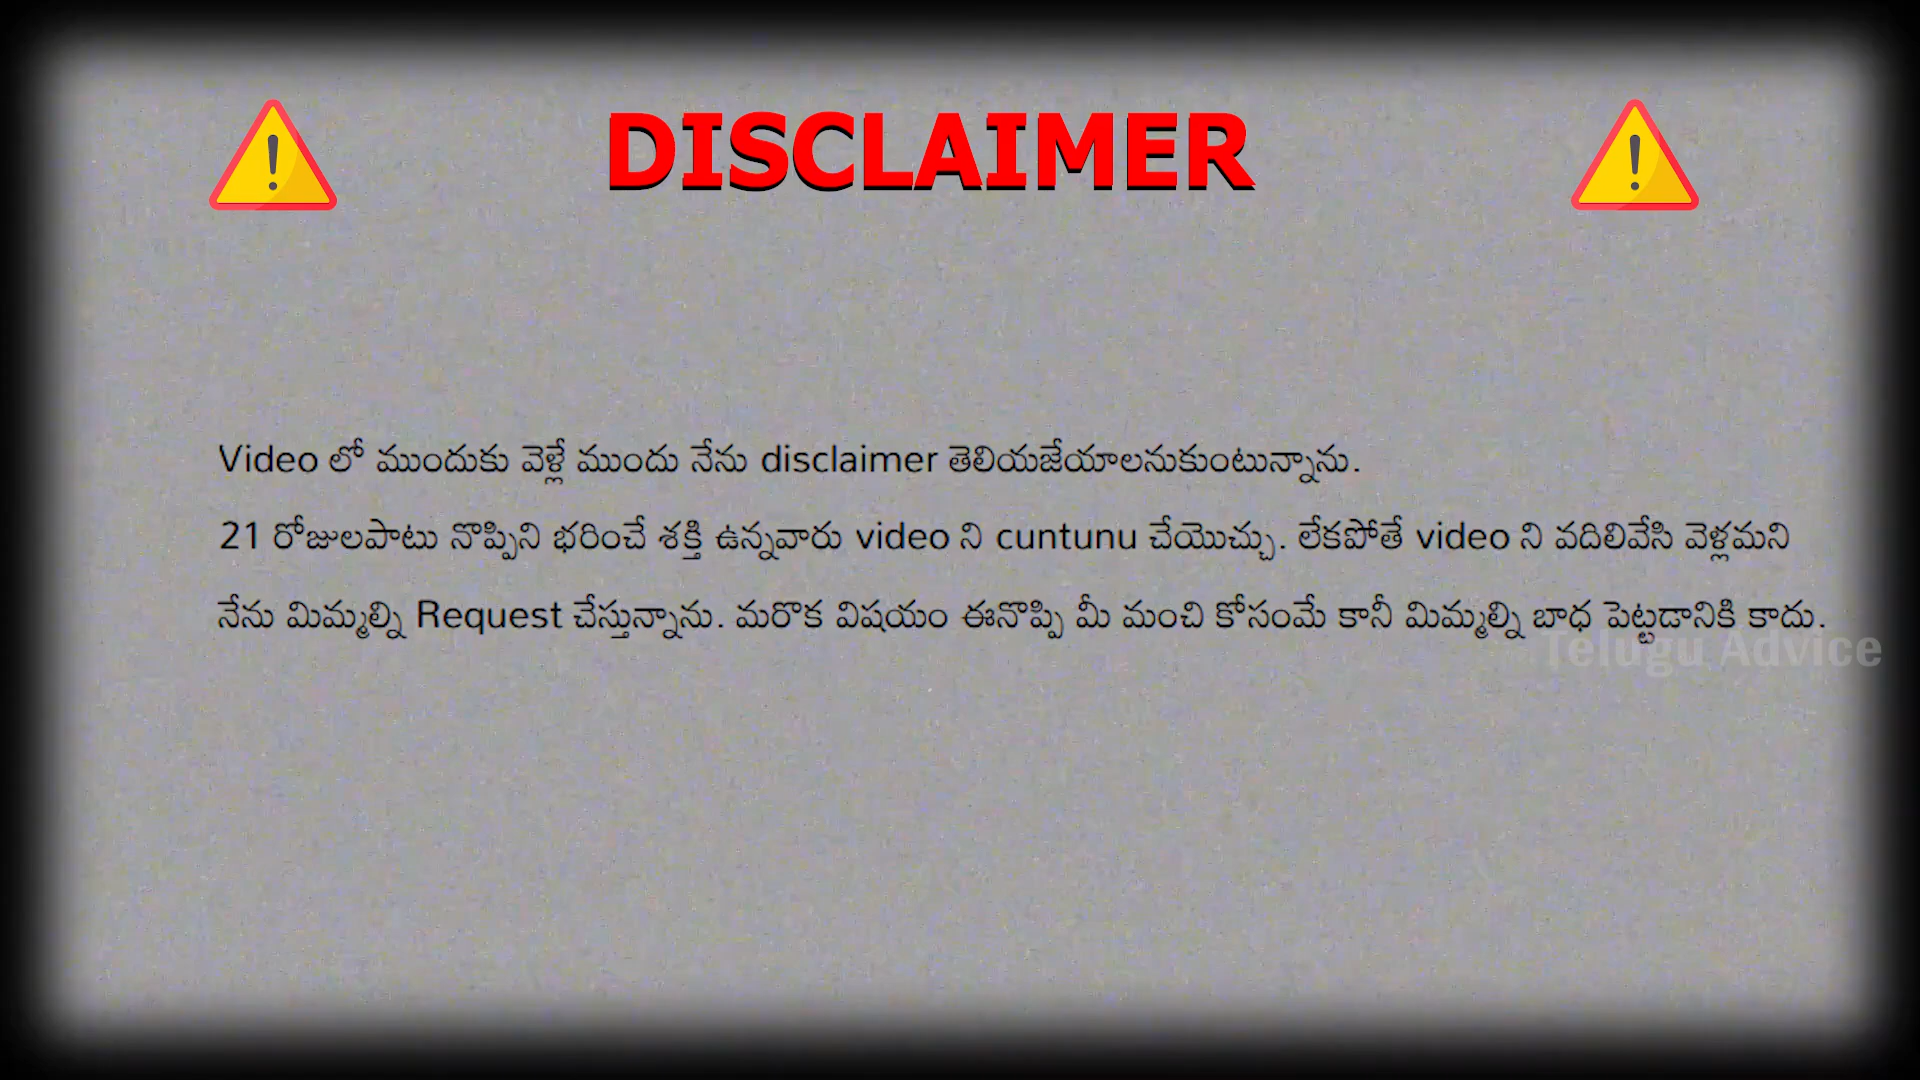 DISCLAIMER
Video లో ముందుకు వెళ్లే ముందు నేను disclaimer తెలియజేయాలనుకుంటున్నాను.
21 రోజులపాటు నొప్పిని భరించే శక్తి ఉన్నవారు video ని cuntunu చేయొచ్చు. లేకపోతే video ని వదిలివేసి వెళ్లమని
నేను మిమ్మల్ని Request చేస్తున్నాను. మరొక విషయం ఈనొప్పి మీ మంచి కోసంమే కానీ మిమ్మల్ని బాధ పెట్టడానికి కాదు.
Telugu Advice